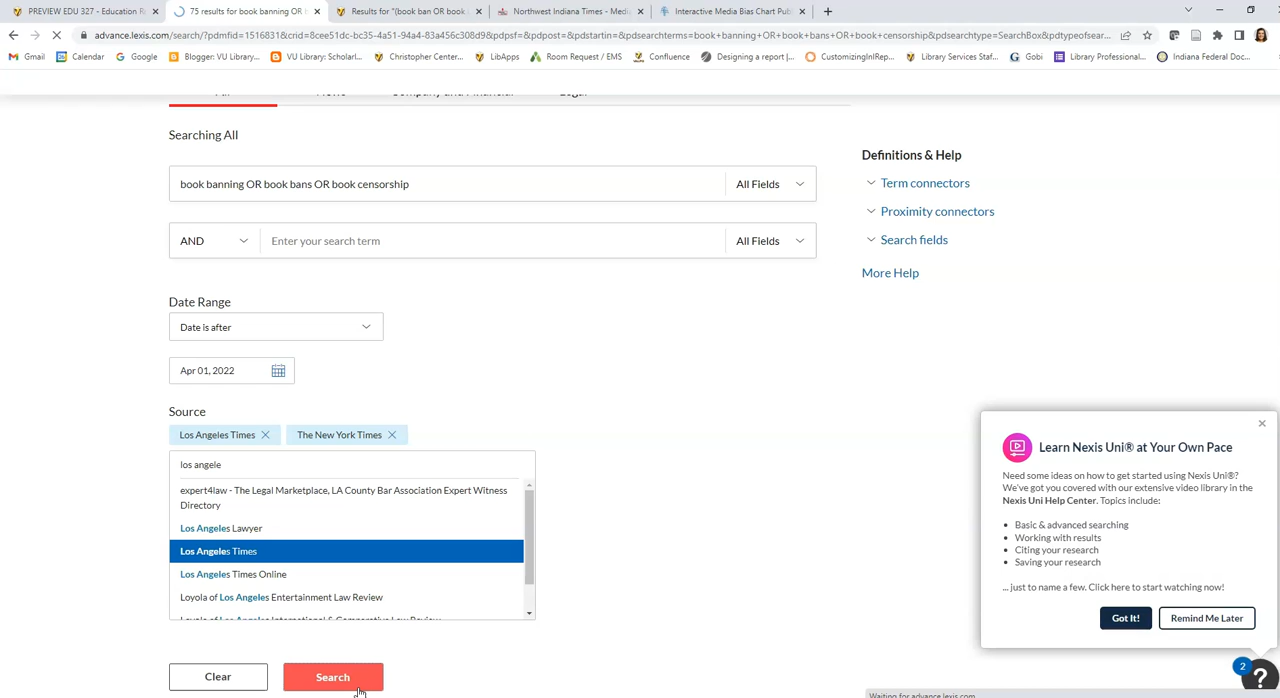 PREVIEW EDU 327 - Education R
75 results for book banning OR
Results for "(book ban OR book
Northwest Indiana Times - Medi
Interactive Media Bias Chart Pub
advance.lexis.com/search/?pdmfid=1516831&crid=8cee51dc-bc35-4a51-94a4-83a456c308d9&pdpsf=&pdpost=&pdstartin=&pdsearchterms=book+banning+OR+book+bans+OR+book+censorship&pdsearchtype=SearchBox&pdtypeofsear...
Gmail
Calendar
Google
Blogger: VU Library...
VU Library: Scholarl...
Christopher Center...
LibApps
Room Request / EMS
Confluence
Designing a report |...
CustomizingInlRep...
Library Services Staf...
Gobi
Library Professional...
Indiana Federal Doc...
Searching All
book banning OR book bans OR book censorship
All Fields
AND
Enter your search term
All Fields
Date Range
Date is after
Apr 01, 2022
Source
Los Angeles Times
The New York Times
los angele
expert4law - The Legal Marketplace, LA County Bar Association Expert Witness
Directory
Los Angeles Lawyer
Los Angeles Times
Los Angeles Times Online
Loyola of Los Angeles Entertainment Law Review
Loyola of Los Angeles International & Comparative Law Review
Clear
Search
Definitions & Help
Term connectors
Proximity connectors
Search fields
More Help
Learn Nexis Uni® at Your Own Pace
Need some ideas on how to get started using Nexis Uni®?
We've got you covered with our extensive video library in the
Nexis Uni Help Center. Topics include:
Basic & advanced searching
Working with results
Citing your research
Saving your research
... just to name a few. Click here to start watching now!
Got It!
Remind Me Later
2
?
Waiting for advance.lexis.com